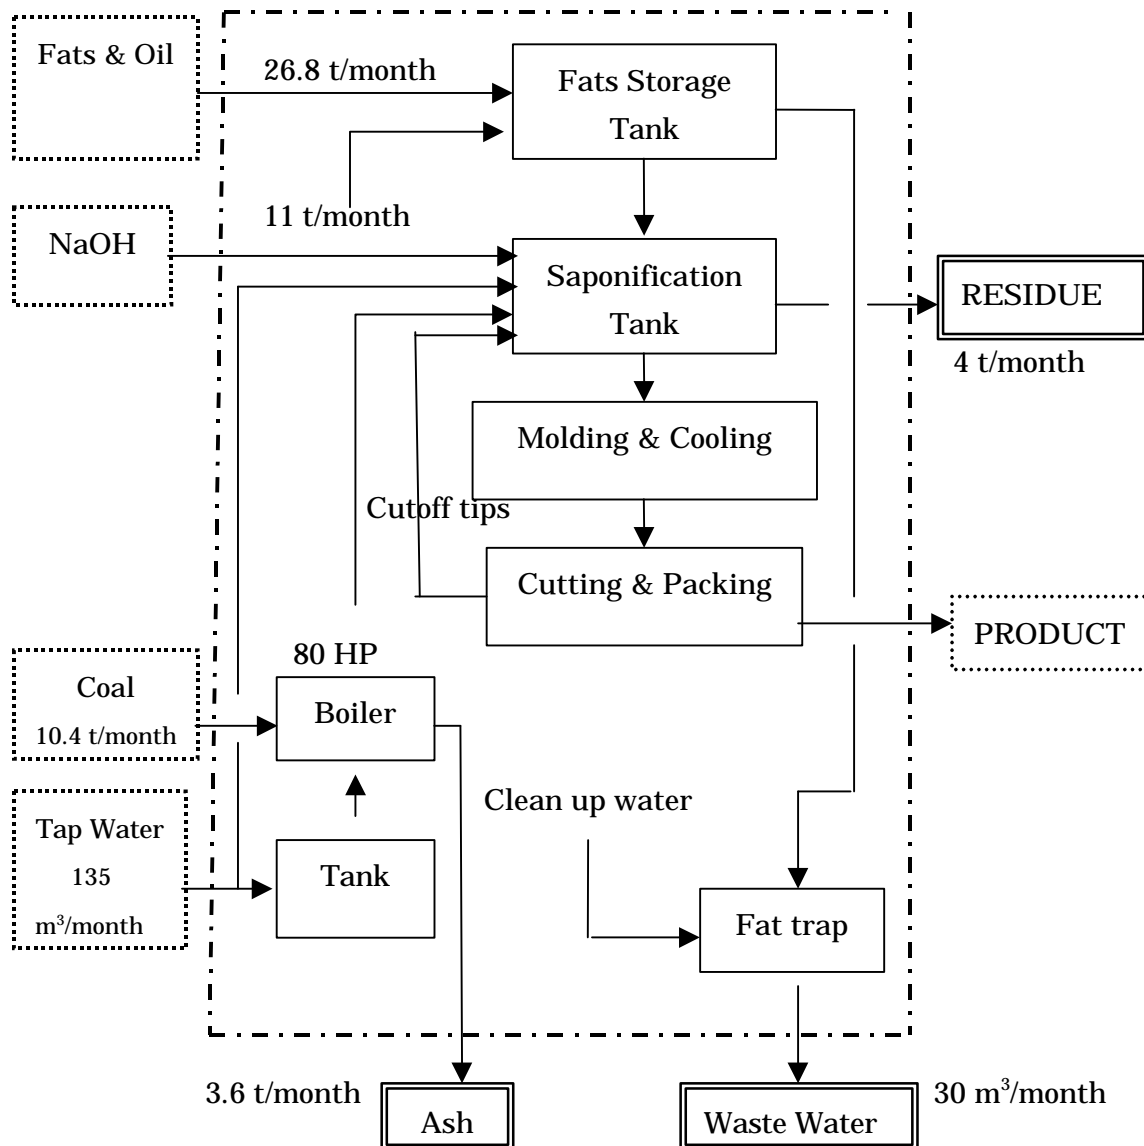 Fats & Oil
26.8 t/month
Fats Storage
Tank
11 t/month
NaOH
Saponification
Tank
RESIDUE
4 t/month
Molding & Cooling
Cutoff tips
Cutting & Packing
PRODUCT
80 HP
Coal
10.4 t/month
Boiler
Clean up water
Tap Water
135
m³/month
Tank
Fat trap
3.6 t/month
Ash
Waste Water
30 m³/month